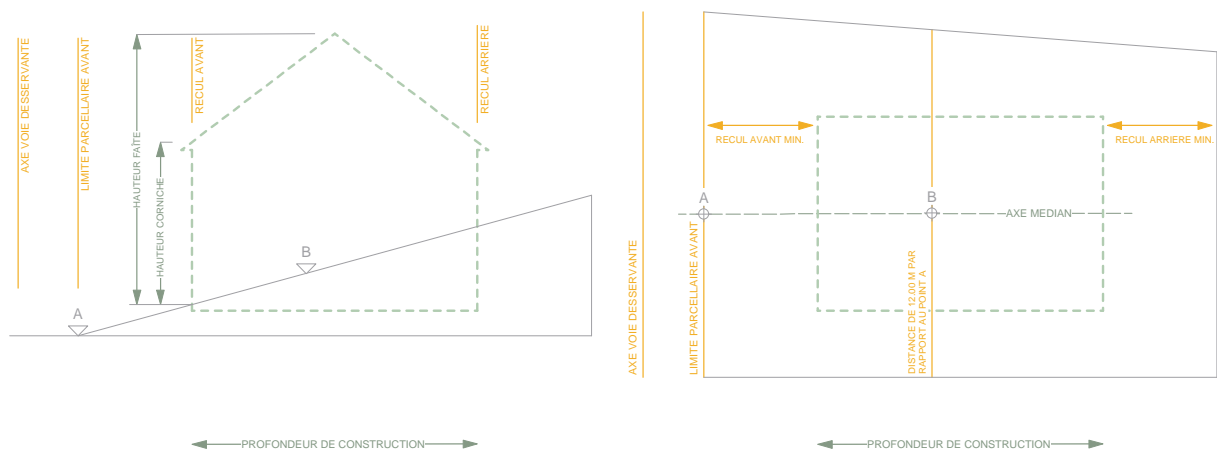 AXE VOIE DESSERVANTE
LIMITE PARCELLAIRE AVANT
HAUTEUR FAÎTE
HAUTEUR CORNICHE
RECUL AVANT
RECUL ARRIERE
A
B
PROFONDEUR DE CONSTRUCTION
AXE VOIE DESSERVANTE
LIMITE PARCELLAIRE AVANT
RECUL AVANT MIN.
RECUL ARRIERE MIN.
A
B
AXE MEDIAN
DISTANCE DE 12.00 M PAR
RAPPORT AU POINT A
PROFONDEUR DE CONSTRUCTION